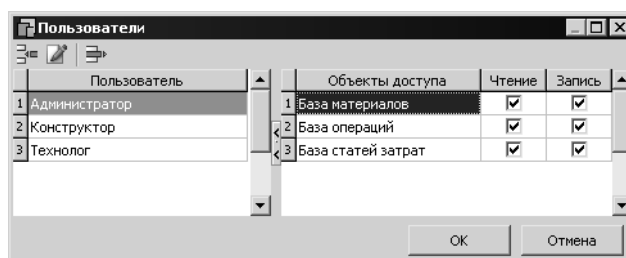 Пользователи
Пользователь Объекты доступа Чтение Запись
1 Администратор 1 База материалов
2 Конструктор 2 База операций
3 Технолог 3 База статей затрат
ОК Отмена